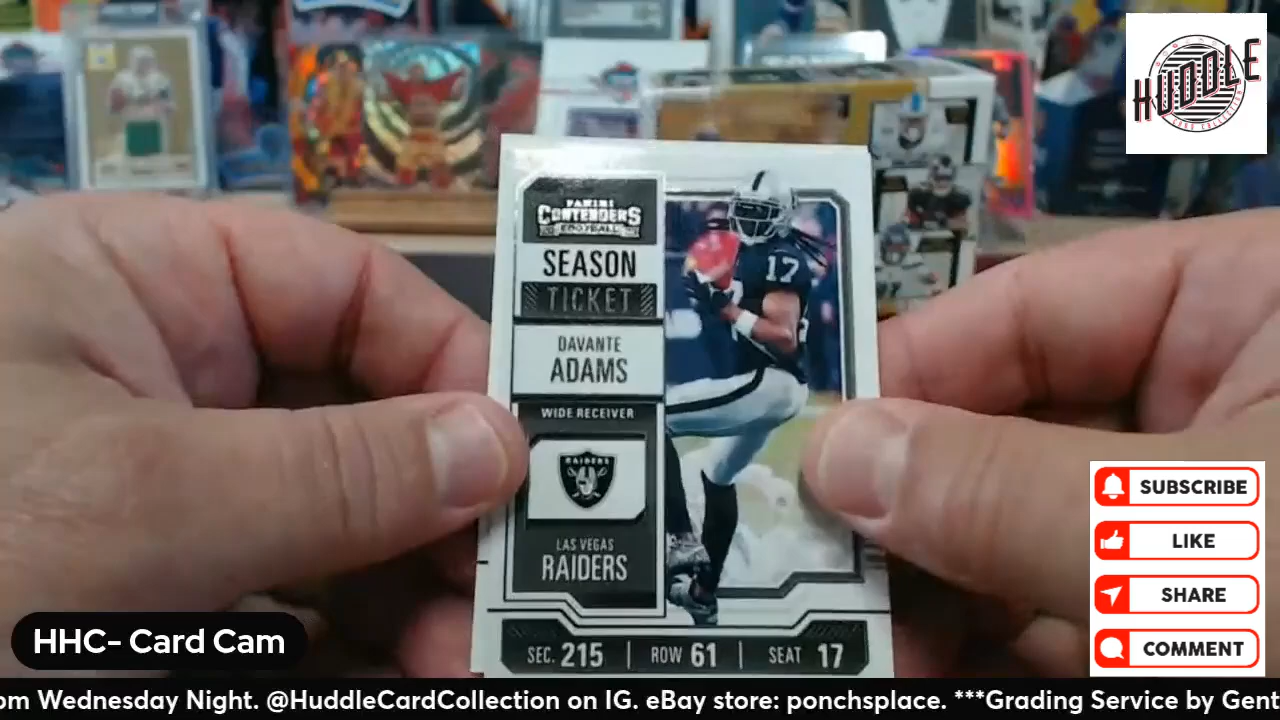 HUDDLE
PANINI
CONTENDERS
FOOTBALL
SEASON
TICKET
DAVANTE
ADAMS
WIDE RECEIVER
RAIDERS
LAS VEGAS
RAIDERS
17
SEC. 215 | ROW 61 | SEAT 17
SUBSCRIBE
LIKE
SHARE
COMMENT
HHC- Card Cam
om Wednesday Night. @HuddleCardCollection on IG. eBay store: ponchsplace. ***Grading Service by Gent